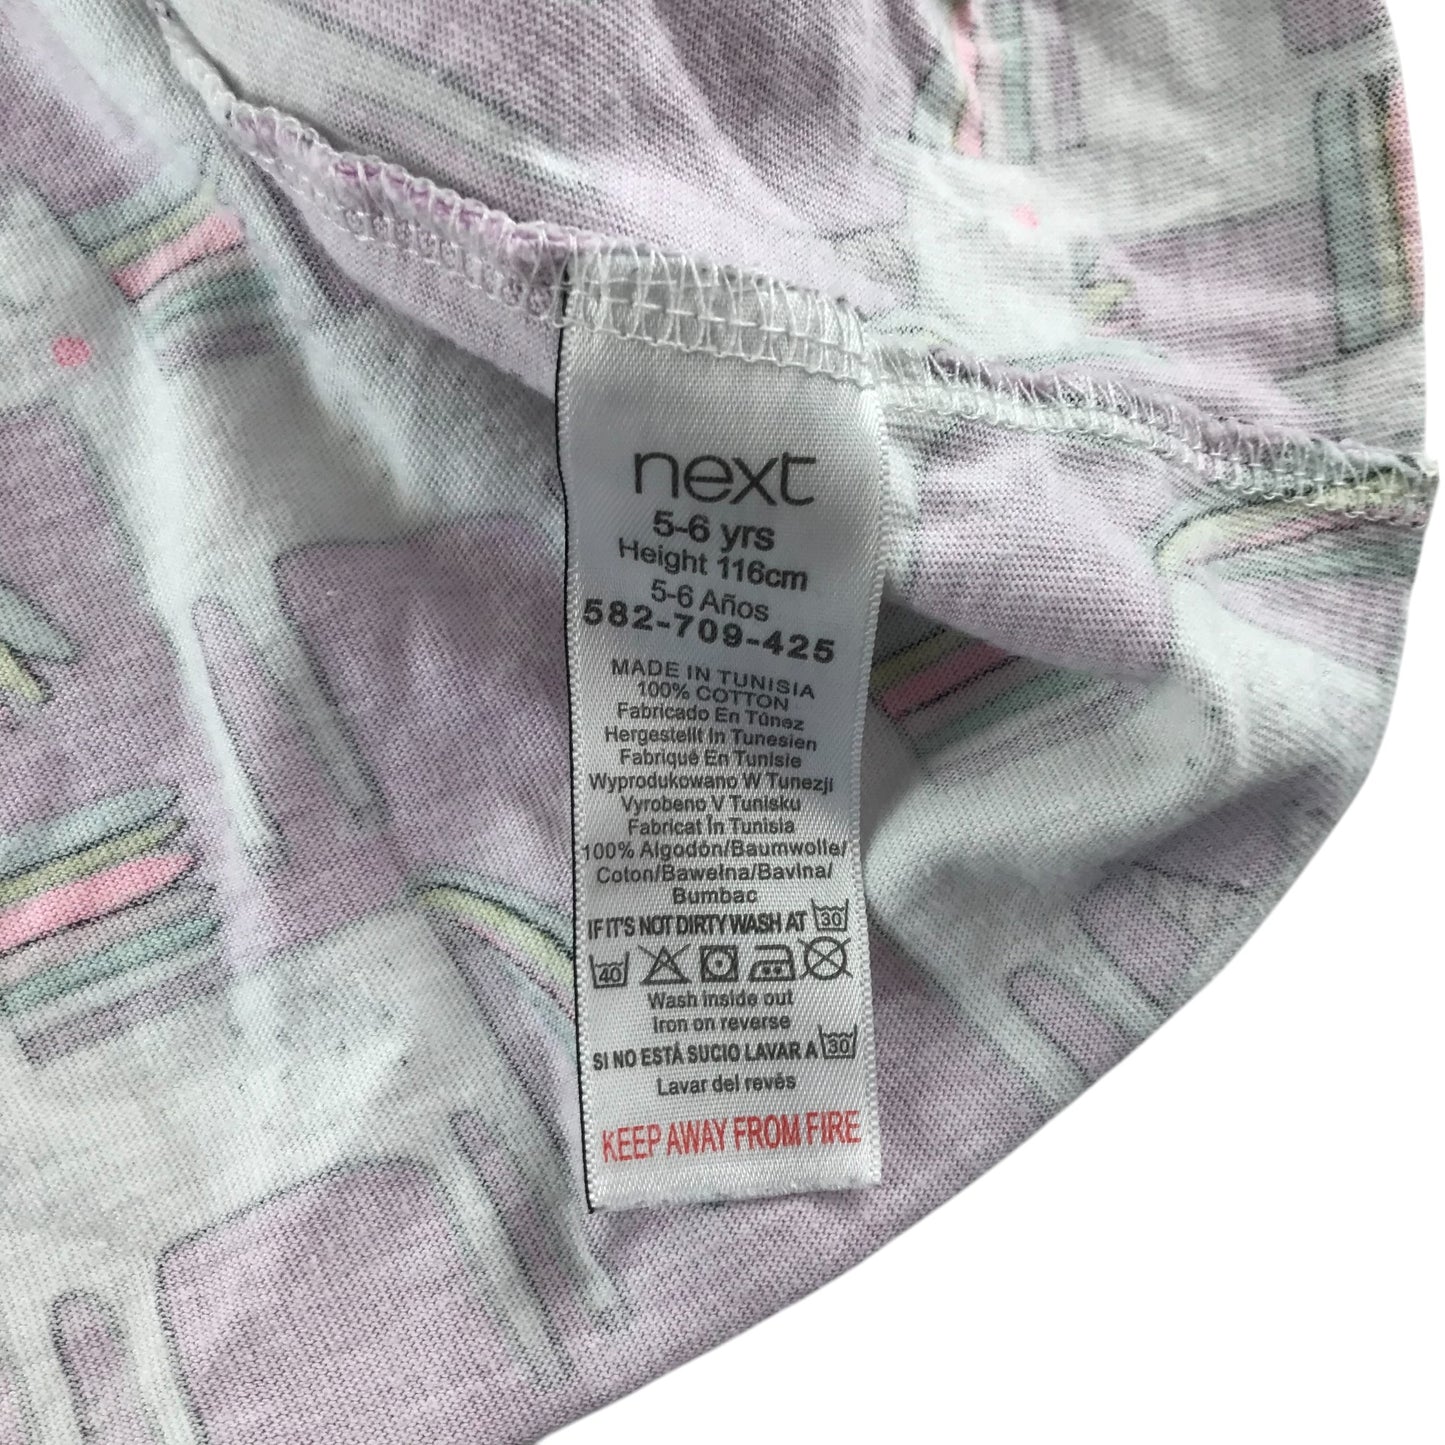 next
5-6 yrs
Height 116cm
5-6 Años
582-709-425
MADE IN TUNISIA
100% COTTON
Fabricado En Túnez
Hergestellt In Tunesien
Fabriqué En Tunisie
Wyprodukowano W Tunezji
Vyrobeno V Tunisku
Fabricat în Tunisia
100% Algodón/Baumwolle/
Coton/Bawełna/Bavlna/
Bumbac
IF IT'S NOT DIRTY WASH AT 30
40
Wash inside out
Iron on reverse
SI NO ESTÁ SUCIO LAVAR A 30
Lavar del revés
KEEP AWAY FROM FIRE